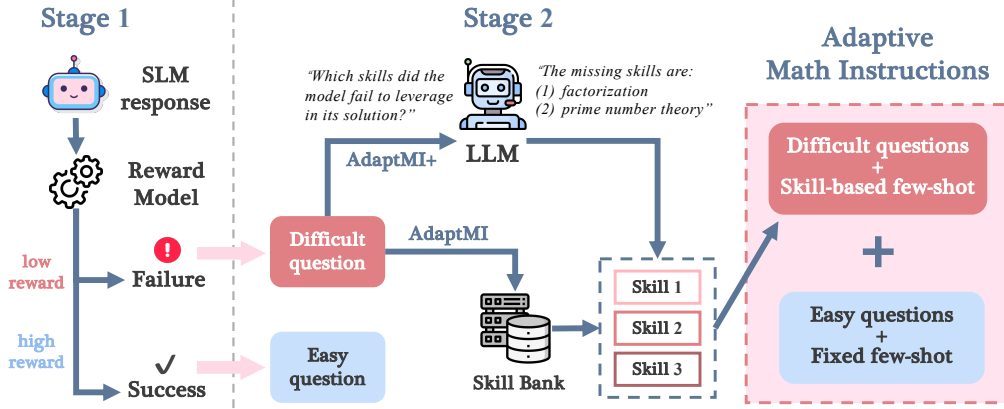 Stage 1
SLM
response
Reward
Model
low
reward
Failure
high
reward
Success
Stage 2
“Which skills did the
model fail to leverage
in its solution?”
LLM
“The missing skills are:
(1) factorization
(2) prime number theory”
AdaptMI+
Difficult
question
AdaptMI
Easy
question
Skill Bank
Skill 1
Skill 2
Skill 3
Adaptive
Math Instructions
Difficult questions
+
Skill-based few-shot
+
Easy questions
+
Fixed few-shot